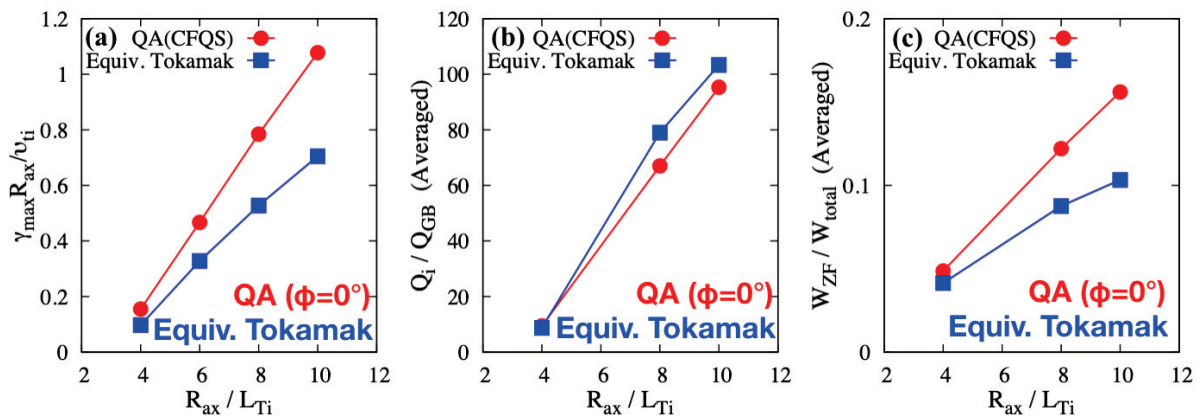 (a)
QA(CFQS)
Equiv. Tokamak
1.2
1
0.8
0.6
0.4
0.2
0
γmaxRax/υti
QA (ϕ=0°)
Equiv. Tokamak
2 4 6 8 10 12
Rax / LTi
(b)
QA(CFQS)
Equiv. Tokamak
120
100
80
60
40
20
0
Qi / QGB (Averaged)
QA (ϕ=0°)
Equiv. Tokamak
2 4 6 8 10 12
Rax / LTi
(c)
QA(CFQS)
Equiv. Tokamak
0.2
0.1
0
WZF / Wtotal (Averaged)
QA (ϕ=0°)
Equiv. Tokamak
2 4 6 8 10 12
Rax / LTi